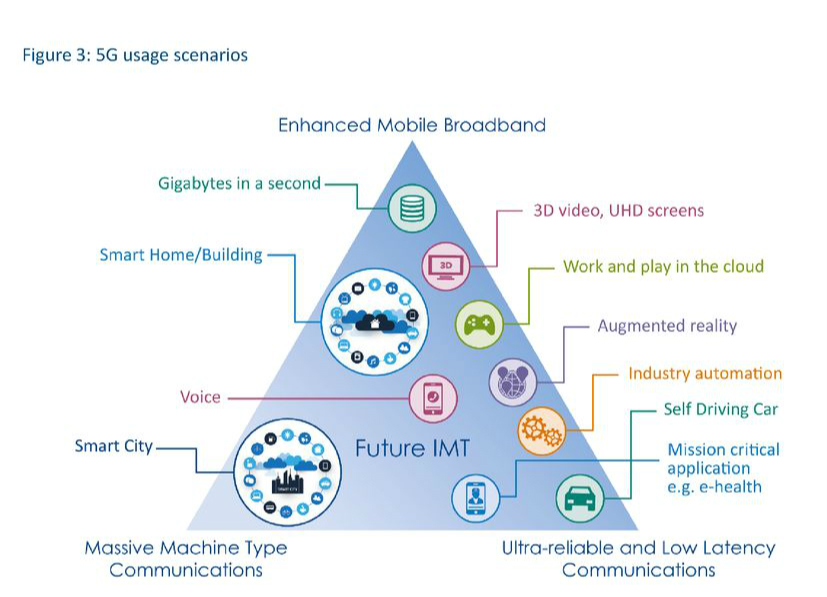 Figure 3: 5G usage scenarios
Enhanced Mobile Broadband
Gigabytes in a second
3D video, UHD screens
Smart Home/Building
3D
Work and play in the cloud
Augmented reality
Industry automation
Voice
Self Driving Car
Smart City
Future IMT
Mission critical
application
e.g. e-health
SMART CITY
Massive Machine Type
Communications
Ultra-reliable and Low Latency
Communications